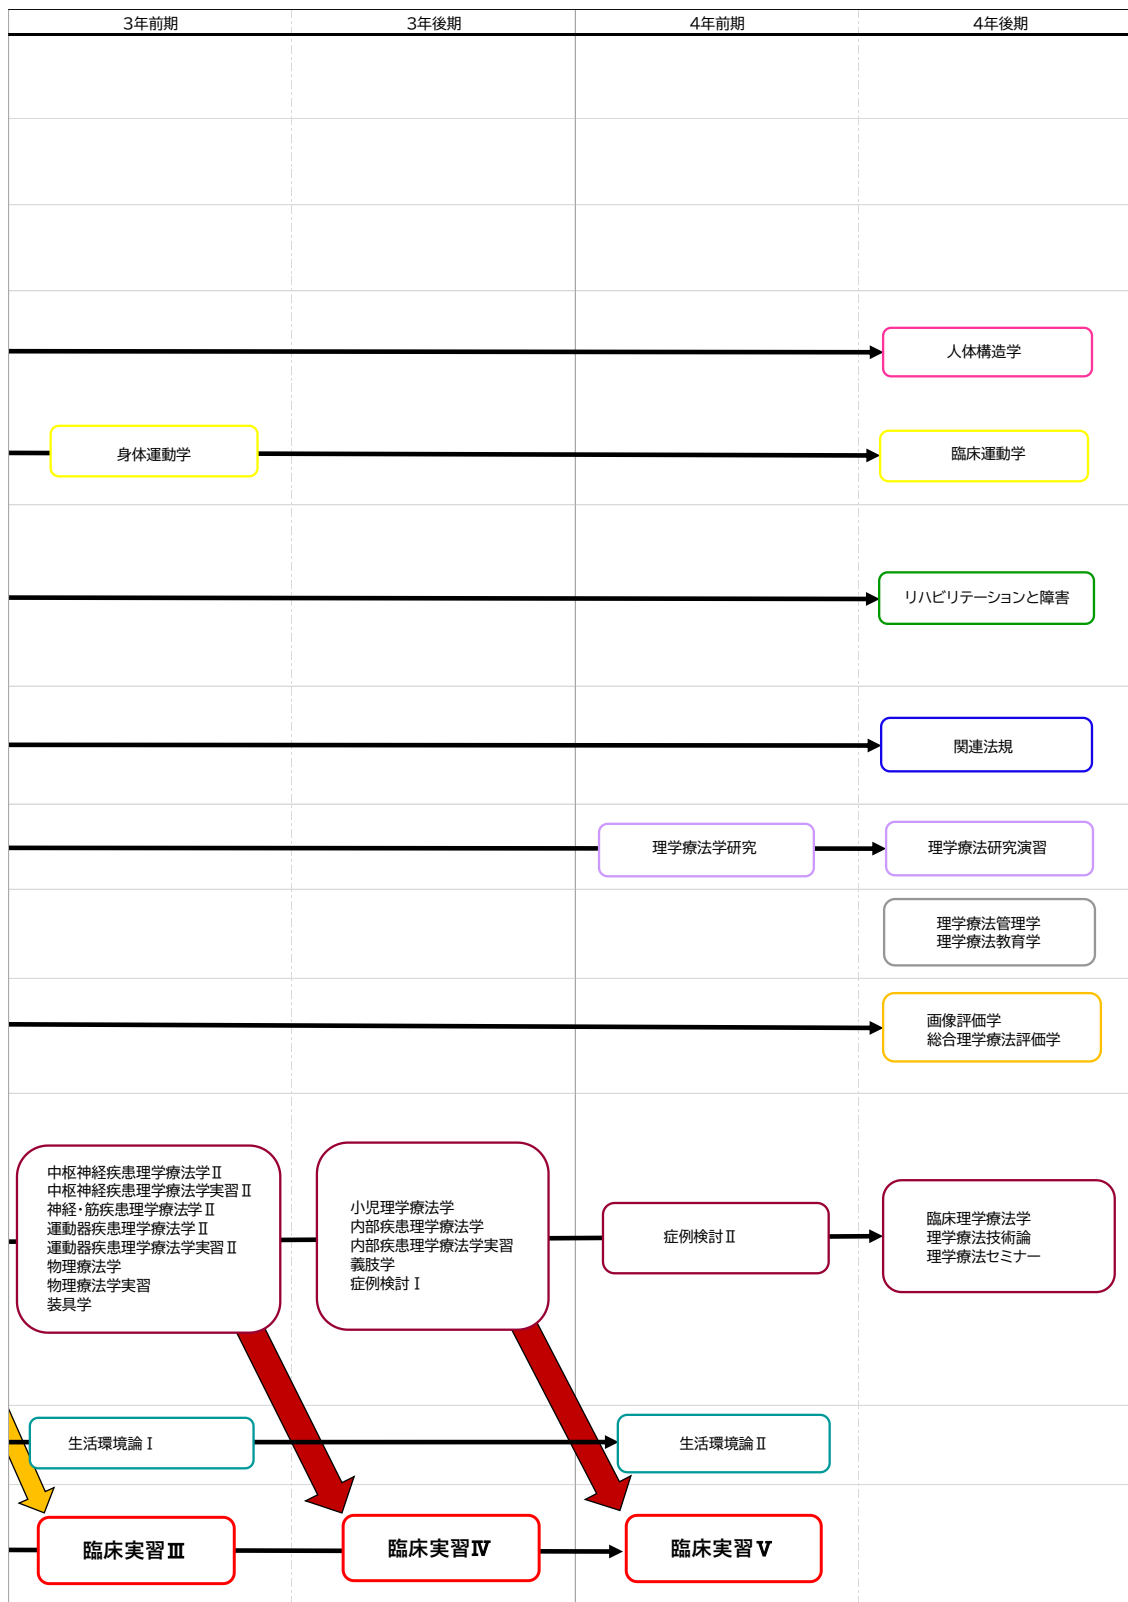 3年前期
3年後期
4年前期
4年後期
人体構造学
身体運動学
臨床運動学
リハビリテーションと障害
関連法規
理学療法学研究
理学療法研究演習
理学療法管理学
理学療法教育学
画像評価学
総合理学療法評価学
中枢神経疾患理学療法学Ⅱ
中枢神経疾患理学療法学実習Ⅱ
神経・筋疾患理学療法学Ⅱ
運動器疾患理学療法学Ⅱ
運動器疾患理学療法学実習Ⅱ
物理療法学
物理療法学実習
装具学
小児理学療法学
内部疾患理学療法学
内部疾患理学療法学実習
義肢学
症例検討Ⅰ
症例検討Ⅱ
臨床理学療法学
理学療法技術論
理学療法セミナー
生活環境論Ⅰ
生活環境論Ⅱ
臨床実習Ⅲ
臨床実習Ⅳ
臨床実習Ⅴ